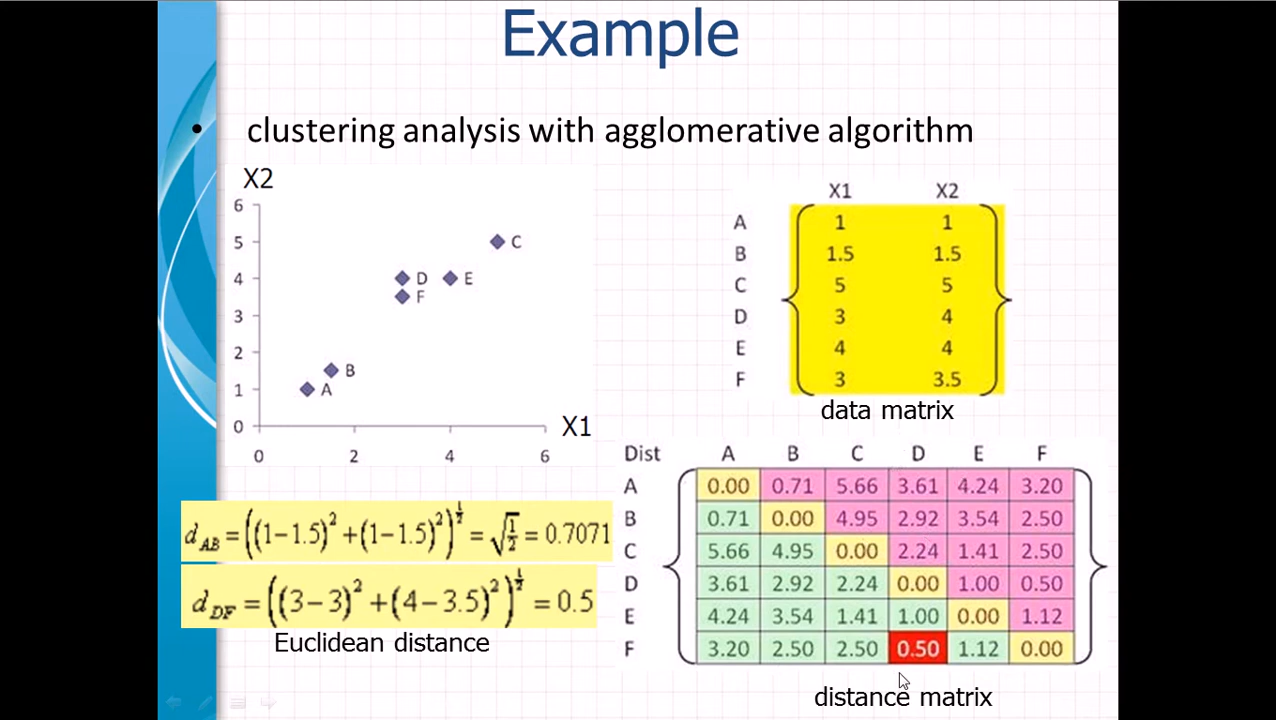 Example
• clustering analysis with agglomerative algorithm
X2
6
5
4
3
2
1
0
C
D
E
F
B
A
0 2 4 6
X1
X1 X2
A 1 1
B 1.5 1.5
C 5 5
D 3 4
E 4 4
F 3 3.5
data matrix
d_AB = ((1−1.5)² + (1−1.5)²)^½ = √½ = 0.7071
d_DF = ((3−3)² + (4−3.5)²)^½ = 0.5
Euclidean distance
Dist A B C D E F
A 0.00 0.71 5.66 3.61 4.24 3.20
B 0.71 0.00 4.95 2.92 3.54 2.50
C 5.66 4.95 0.00 2.24 1.41 2.50
D 3.61 2.92 2.24 0.00 1.00 0.50
E 4.24 3.54 1.41 1.00 0.00 1.12
F 3.20 2.50 2.50 0.50 1.12 0.00
distance matrix